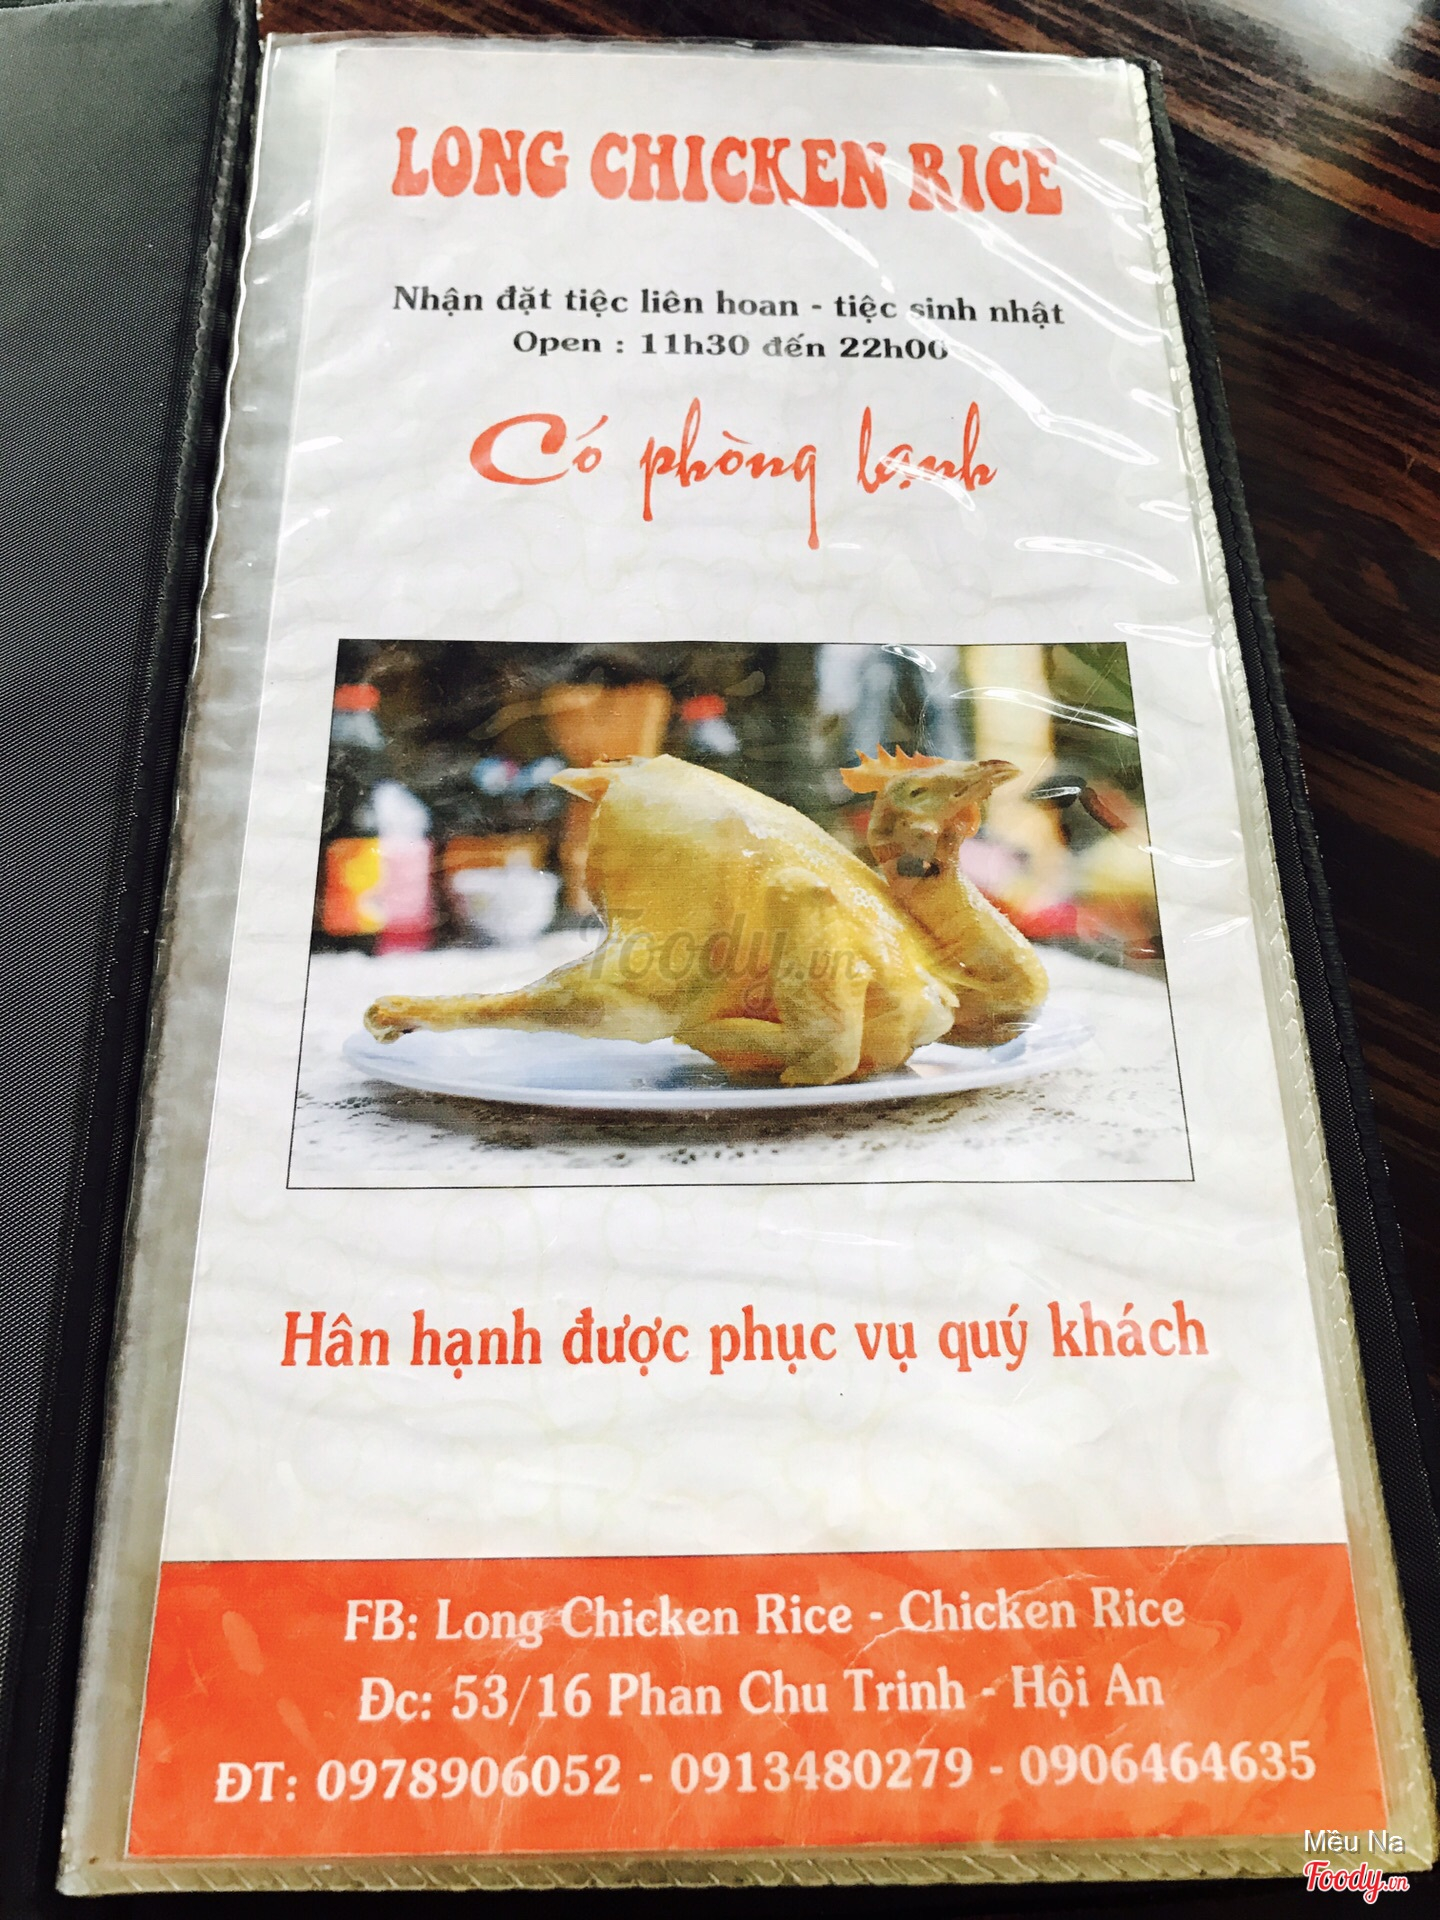 LONG CHICKEN RICE
Nhận đặt tiệc liên hoan - tiệc sinh nhật
Open : 11h30 đến 22h00
Có phòng lạnh
Foody.vn
Hân hạnh được phục vụ quý khách
FB: Long Chicken Rice - Chicken Rice
Đc: 53/16 Phan Chu Trinh - Hội An
ĐT: 0978906052 - 0913480279 - 0906464635
Mều Na
Foody.vn